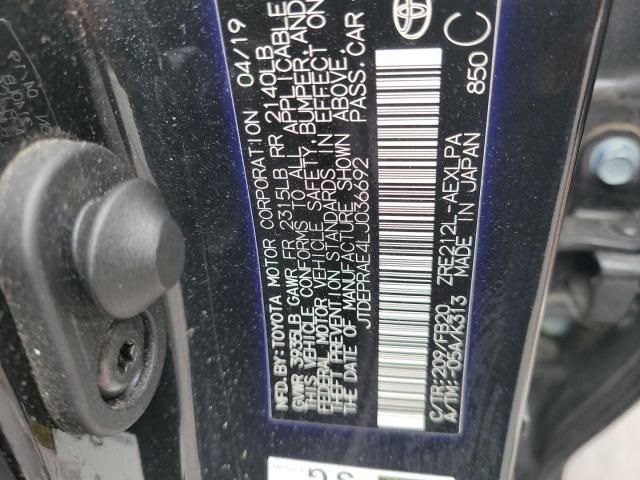 MFD. BY: TOYOTA MOTOR CORPORATION 04/19
GVWR 3935LB GAWR FR 2315LB RR 2140LB
THIS VEHICLE CONFORMS TO ALL APPLICABLE
FEDERAL MOTOR VEHICLE SAFETY, BUMPER, AND
THEFT PREVENTION STANDARDS IN EFFECT ON
THE DATE OF MANUFACTURE SHOWN ABOVE.
JTDEPRAE4LJ036692 PASS. CAR
C/TR: 209/FB20 ZRE212L-AEXLPA 850 C
A/TM: -05A/K313 MADE IN JAPAN